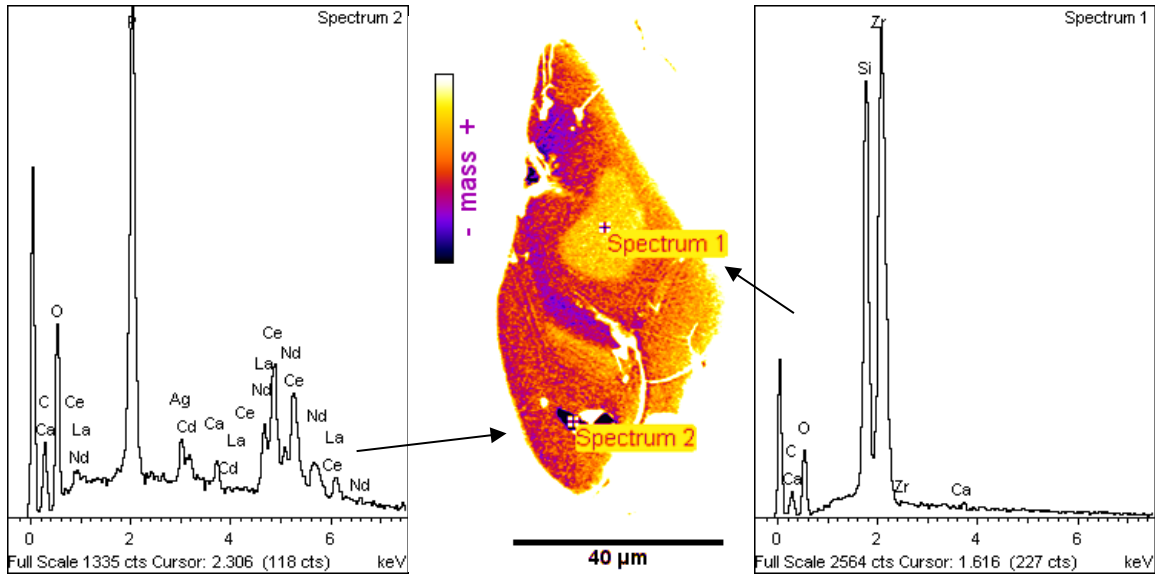 Spectrum 2
P
O
C
Ca
Ce
La
Nd
Ag
Cd
Ca
Cd
Ce
La
Ce
La
Nd
Nd
Ce
Nd
La
Ce
Nd
0 2 4 6
Full Scale 1335 cts Cursor: 2.306 (118 cts) keV
- mass +
Spectrum 1
Spectrum 2
40 µm
Spectrum 1
Zr
Si
O
C
Ca
Zr
Ca
0 2 4 6
Full Scale 2564 cts Cursor: 1.616 (227 cts) keV